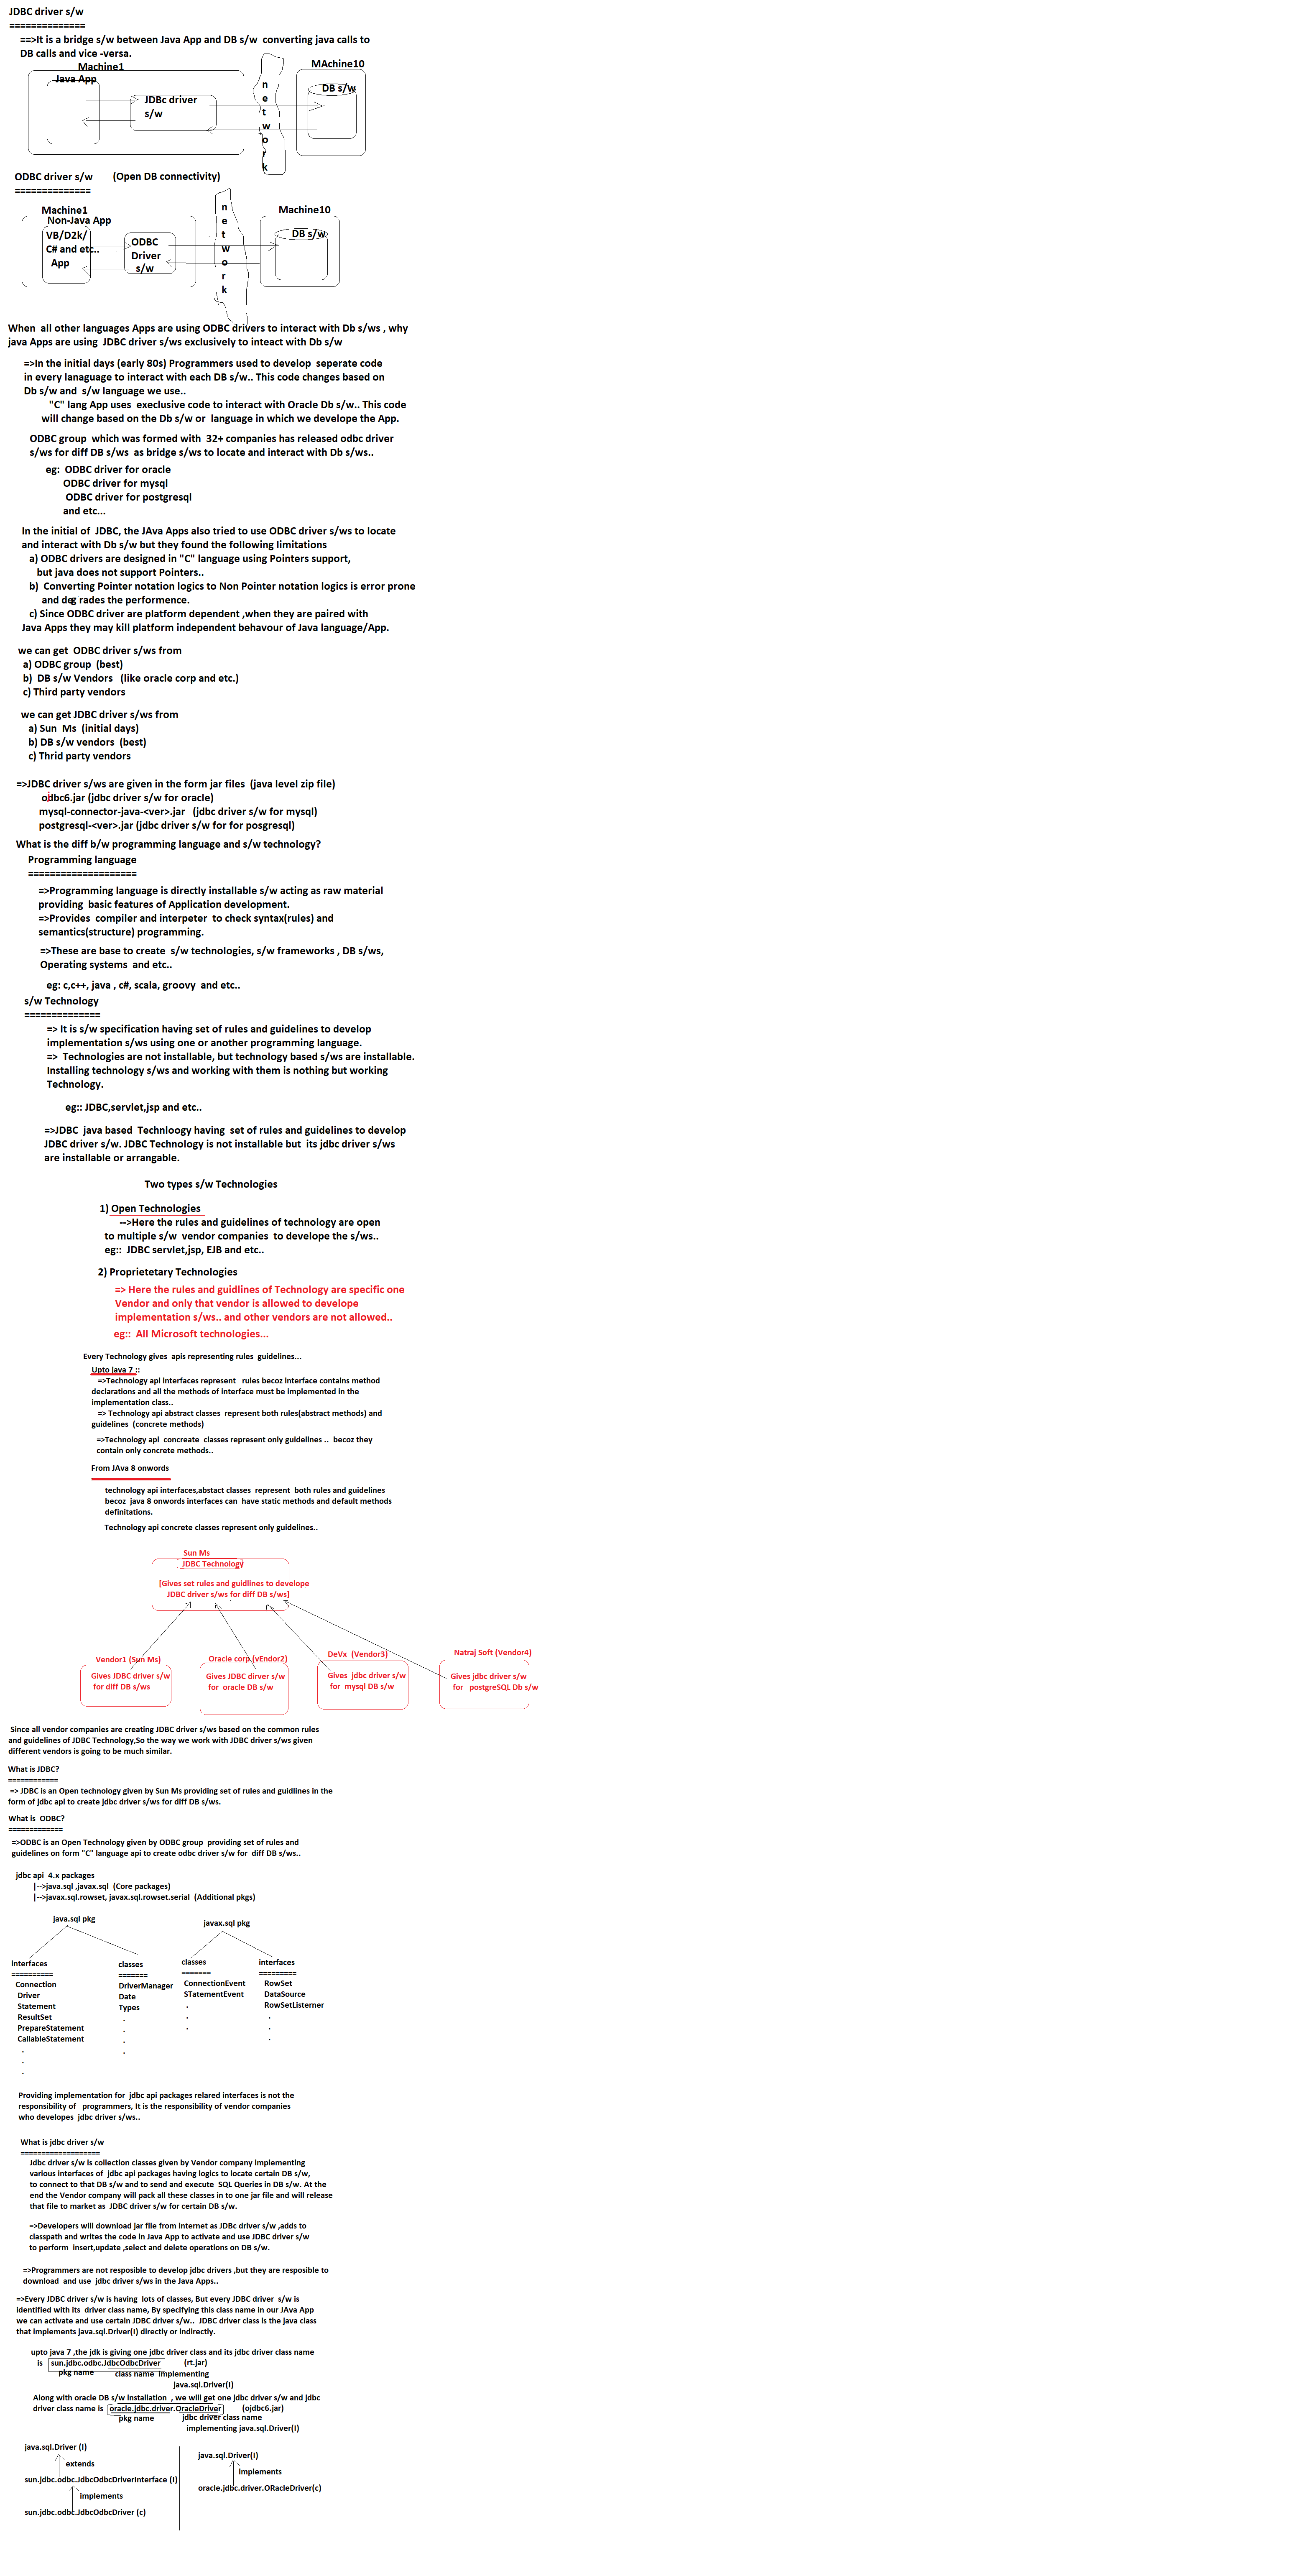 JDBC driver s/w
==============
==>It is a bridge s/w between Java App and DB s/w converting java calls to
DB calls and vice -versa.
Machine1
MAchine10
Java App
JDBc driver
s/w
n
e
t
w
o
r
k
DB s/w
ODBC driver s/w (Open DB connectivity)
==============
Machine1
Non-Java App
VB/D2k/
C# and etc..
App
ODBC
Driver
s/w
n
e
t
w
o
r
k
Machine10
DB s/w
When all other languages Apps are using ODBC drivers to interact with Db s/ws , why
java Apps are using JDBC driver s/ws exclusively to inteact with Db s/w
=>In the initial days (early 80s) Programmers used to develop seperate code
in every lanaguage to interact with each DB s/w.. This code changes based on
Db s/w and s/w language we use..
"C" lang App uses execlusive code to interact with Oracle Db s/w.. This code
will change based on the Db s/w or language in which we develope the App.
ODBC group which was formed with 32+ companies has released odbc driver
s/ws for diff DB s/ws as bridge s/ws to locate and interact with Db s/ws..
eg: ODBC driver for oracle
ODBC driver for mysql
ODBC driver for postgresql
and etc...
In the initial of JDBC, the JAva Apps also tried to use ODBC driver s/ws to locate
and interact with Db s/w but they found the following limitations
a) ODBC drivers are designed in "C" language using Pointers support,
but java does not support Pointers..
b) Converting Pointer notation logics to Non Pointer notation logics is error prone
and deg rades the performence.
c) Since ODBC driver are platform dependent ,when they are paired with
Java Apps they may kill platform independent behavour of Java language/App.
we can get ODBC driver s/ws from
a) ODBC group (best)
b) DB s/w Vendors (like oracle corp and etc.)
c) Third party vendors
we can get JDBC driver s/ws from
a) Sun Ms (initial days)
b) DB s/w vendors (best)
c) Thrid party vendors
=>JDBC driver s/ws are given in the form jar files (java level zip file)
ojdbc6.jar (jdbc driver s/w for oracle)
mysql-connector-java-<ver>.jar (jdbc driver s/w for mysql)
postgresql-<ver>.jar (jdbc driver s/w for for posgresql)
What is the diff b/w programming language and s/w technology?
Programming language
====================
=>Programming language is directly installable s/w acting as raw material
providing basic features of Application development.
=>Provides compiler and interpeter to check syntax(rules) and
semantics(structure) programming.
=>These are base to create s/w technologies, s/w frameworks , DB s/ws,
Operating systems and etc..
eg: c,c++, java , c#, scala, groovy and etc..
s/w Technology
==============
=> It is s/w specification having set of rules and guidelines to develop
implementation s/ws using one or another programming language.
=> Technologies are not installable, but technology based s/ws are installable.
Installing technology s/ws and working with them is nothing but working
Technology.
eg:: JDBC,servlet,jsp and etc..
=>JDBC java based Technloogy having set of rules and guidelines to develop
JDBC driver s/w. JDBC Technology is not installable but its jdbc driver s/ws
are installable or arrangable.
Two types s/w Technologies
1) Open Technologies
-->Here the rules and guidelines of technology are open
to multiple s/w vendor companies to develope the s/ws..
eg:: JDBC servlet,jsp, EJB and etc..
2) Proprietetary Technologies
=> Here the rules and guidlines of Technology are specific one
Vendor and only that vendor is allowed to develope
implementation s/ws.. and other vendors are not allowed..
eg:: All Microsoft technologies...
Every Technology gives apis representing rules guidelines...
Upto java 7 ::
=>Technology api interfaces represent rules becoz interface contains method
declarations and all the methods of interface must be implemented in the
implementation class..
=> Technology api abstract classes represent both rules(abstract methods) and
guidelines (concrete methods)
=>Technology api concreate classes represent only guidelines .. becoz they
contain only concrete methods..
From JAva 8 onwords
technology api interfaces,abstact classes represent both rules and guidelines
becoz java 8 onwords interfaces can have static methods and default methods
definitations.
Technology api concrete classes represent only guidelines..
Sun Ms
JDBC Technology
[Gives set rules and guidlines to develope
JDBC driver s/ws for diff DB s/ws]
Vendor1 (Sun Ms)
Gives JDBC driver s/w
for diff DB s/ws
Oracle corp (vEndor2)
Gives JDBC driver s/w
for oracle DB s/w
DeVx (Vendor3)
Gives jdbc driver s/w
for mysql DB s/w
Natraj Soft (Vendor4)
Gives jdbc driver s/w
for postgreSQL Db s/w
Since all vendor companies are creating JDBC driver s/ws based on the common rules
and guidelines of JDBC Technology,So the way we work with JDBC driver s/ws given
different vendors is going to be much similar.
What is JDBC?
============
=> JDBC is an Open technology given by Sun Ms providing set of rules and guidlines in the
form of jdbc api to create jdbc driver s/ws for diff DB s/ws.
What is ODBC?
=============
=>ODBC is an Open Technology given by ODBC group providing set of rules and
guidelines on form "C" language api to create odbc driver s/w for diff DB s/ws..
jdbc api 4.x packages
|-->java.sql ,javax.sql (Core packages)
|-->javax.sql.rowset, javax.sql.rowset.serial (Additional pkgs)
java.sql pkg
interfaces
==========
Connection
Driver
Statement
ResultSet
PrepareStatement
CallableStatement
.
.
.
classes
=======
DriverManager
Date
Types
.
.
.
.
javax.sql pkg
classes
=======
ConnectionEvent
STatementEvent
.
.
.
interfaces
=========
RowSet
DataSource
RowSetListerner
.
.
.
Providing implementation for jdbc api packages relared interfaces is not the
responsibility of programmers, It is the responsibility of vendor companies
who developes jdbc driver s/ws..
What is jdbc driver s/w
===================
Jdbc driver s/w is collection classes given by Vendor company implementing
various interfaces of jdbc api packages having logics to locate certain DB s/w,
to connect to that DB s/w and to send and execute SQL Queries in DB s/w. At the
end the Vendor company will pack all these classes in to one jar file and will release
that file to market as JDBC driver s/w for certain DB s/w.
=>Developers will download jar file from internet as JDBc driver s/w ,adds to
classpath and writes the code in Java App to activate and use JDBC driver s/w
to perform insert,update ,select and delete operations on DB s/w.
=>Programmers are not resposible to develop jdbc drivers ,but they are resposible to
download and use jdbc driver s/ws in the Java Apps..
=>Every JDBC driver s/w is having lots of classes, But every JDBC driver s/w is
identified with its driver class name, By specifying this class name in our JAva App
we can activate and use certain JDBC driver s/w.. JDBC driver class is the java class
that implements java.sql.Driver(I) directly or indirectly.
upto java 7 ,the jdk is giving one jdbc driver class and its jdbc driver class name
is sun.jdbc.odbc.JdbcOdbcDriver (rt.jar)
pkg name class name implementing
java.sql.Driver(I)
Along with oracle DB s/w installation , we will get one jdbc driver s/w and jdbc
driver class name is oracle.jdbc.driver.OracleDriver (ojdbc6.jar)
pkg name jdbc driver class name
implementing java.sql.Driver(I)
java.sql.Driver (I)
extends
sun.jdbc.odbc.JdbcOdbcDriverInterface (I)
implements
sun.jdbc.odbc.JdbcOdbcDriver (c)
java.sql.Driver(I)
implements
oracle.jdbc.driver.ORacleDriver(c)